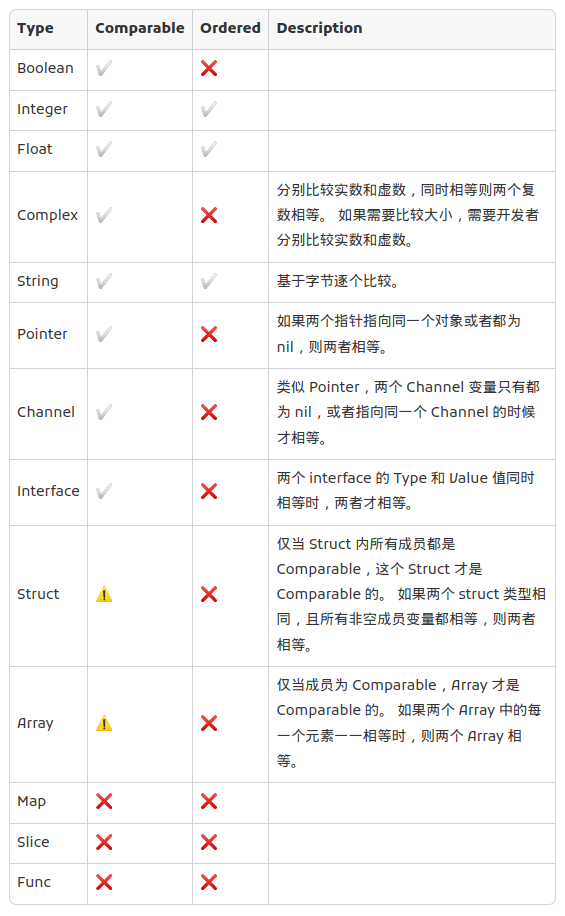 Type Comparable Ordered Description
Boolean ✔️ ❌
Integer ✔️ ✔️
Float ✔️ ✔️
Complex ✔️ ❌
分别比较实数和虚数，同时相等则两个复
数相等。 如果需要比较大小，需要开发者
分别比较实数和虚数。
String ✔️ ✔️ 基于字节逐个比较。
Pointer ✔️ ❌
如果两个指针指向同一个对象或者都为
nil，则两者相等。
Channel ✔️ ❌
类似 Pointer，两个 Channel 变量只有都
为 nil，或者指向同一个 Channel 的时候
才相等。
Interface ✔️ ❌
两个 interface 的 Type 和 Value 值同时
相等时，两者才相等。
Struct ⚠️ ❌
仅当 Struct 内所有成员都是
Comparable，这个 Struct 才是
Comparable 的。 如果两个 struct 类型相
同，且所有非空成员变量都相等，则两者
相等。
Array ⚠️ ❌
仅当成员为 Comparable，Array 才是
Comparable 的。 如果两个 Array 中的每
一个元素一一相等时，则两个 Array 相
等。
Map ❌ ❌
Slice ❌ ❌
Func ❌ ❌